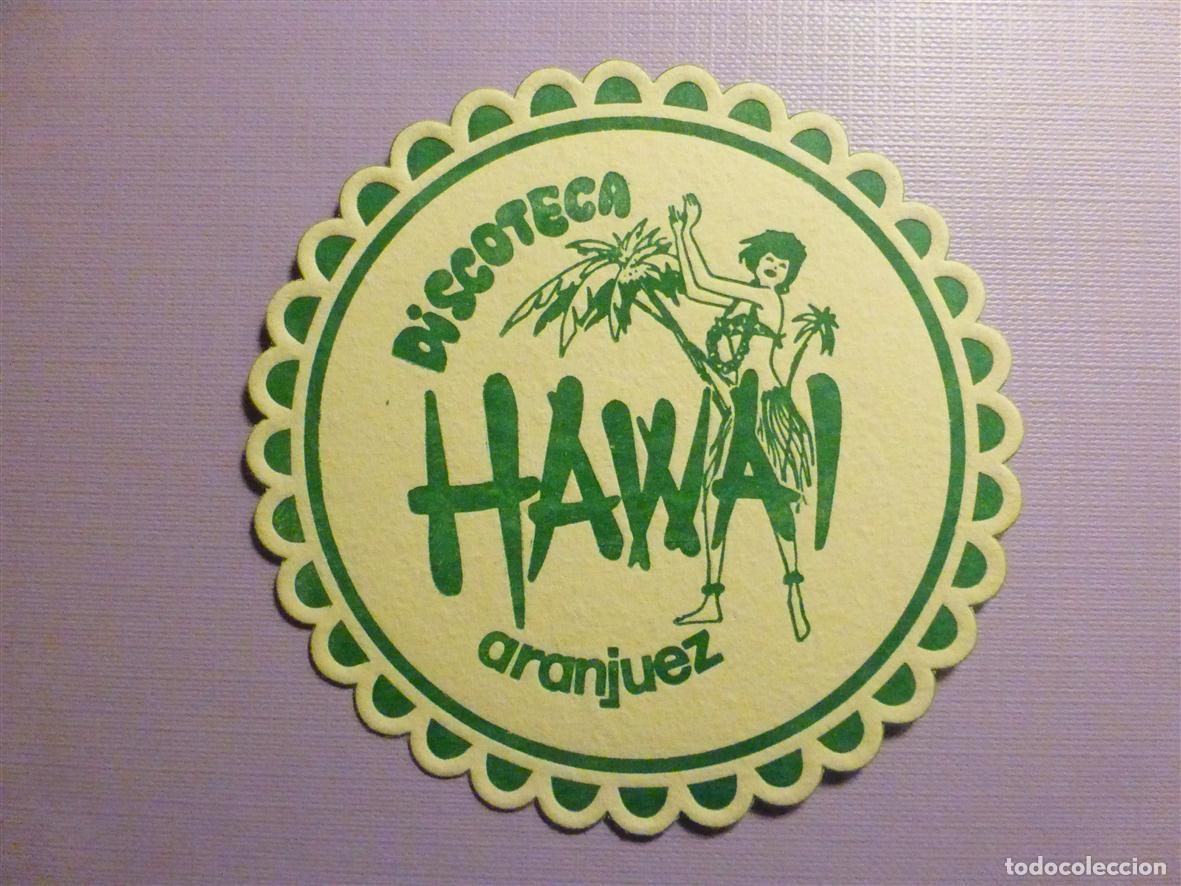 DiSCOTECA
HAWAI
aranjuez
todocoleccion